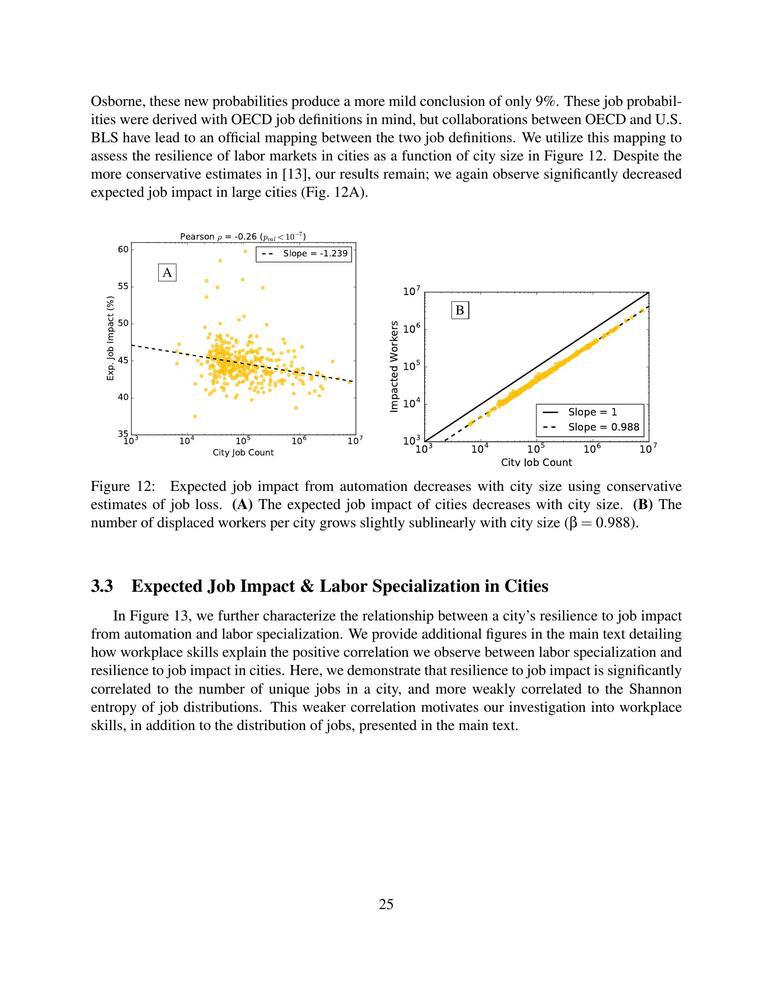 Osborne, these new probabilities produce a more mild conclusion of only 9%. These job probabil-
ities were derived with OECD job definitions in mind, but collaborations between OECD and U.S.
BLS have lead to an official mapping between the two job definitions. We utilize this mapping to
assess the resilience of labor markets in cities as a function of city size in Figure 12. Despite the
more conservative estimates in [13], our results remain; we again observe significantly decreased
expected job impact in large cities (Fig. 12A).
Pearson ρ = -0.26 (p_val < 10^-7)
Slope = -1.239
A
60
55
50
45
40
35
Exp. Job Impact (%)
10^3 10^4 10^5 10^6 10^7
City Job Count
B
10^7
10^6
10^5
10^4
10^3
Impacted Workers
Slope = 1
Slope = 0.988
10^3 10^4 10^5 10^6 10^7
City Job Count
Figure 12: Expected job impact from automation decreases with city size using conservative
estimates of job loss. (A) The expected job impact of cities decreases with city size. (B) The
number of displaced workers per city grows slightly sublinearly with city size (β = 0.988).
3.3 Expected Job Impact & Labor Specialization in Cities
In Figure 13, we further characterize the relationship between a city's resilience to job impact
from automation and labor specialization. We provide additional figures in the main text detailing
how workplace skills explain the positive correlation we observe between labor specialization and
resilience to job impact in cities. Here, we demonstrate that resilience to job impact is significantly
correlated to the number of unique jobs in a city, and more weakly correlated to the Shannon
entropy of job distributions. This weaker correlation motivates our investigation into workplace
skills, in addition to the distribution of jobs, presented in the main text.
25